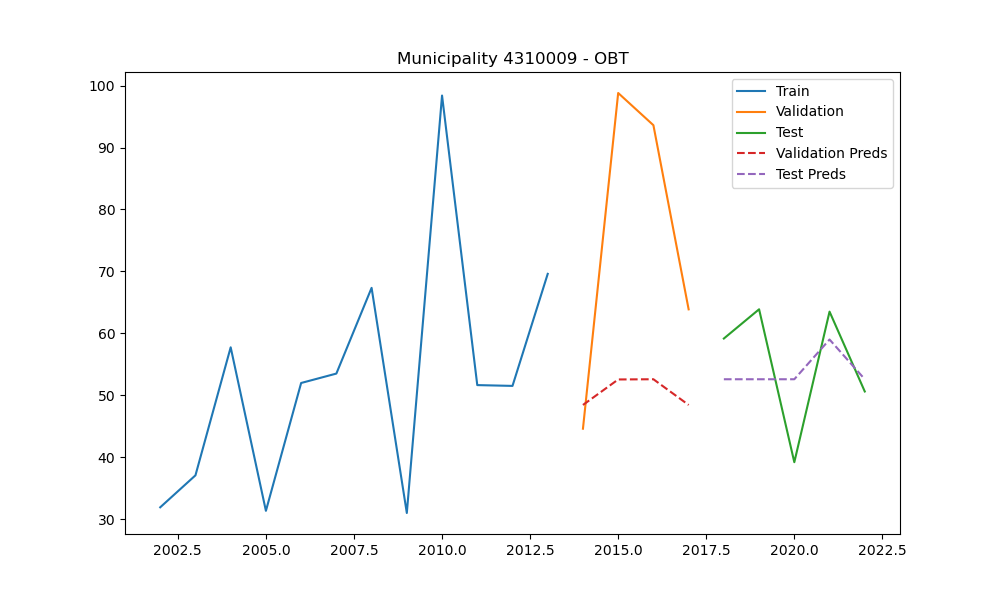 Municipality 4310009 - OBT
Train
Validation
Test
Validation Preds
Test Preds
100
90
80
70
60
50
40
30
2002.5 2005.0 2007.5 2010.0 2012.5 2015.0 2017.5 2020.0 2022.5